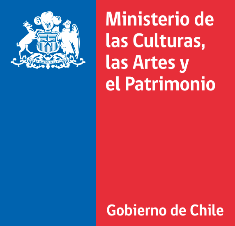 Ministerio de
las Culturas,
las Artes y
el Patrimonio
Gobierno de Chile